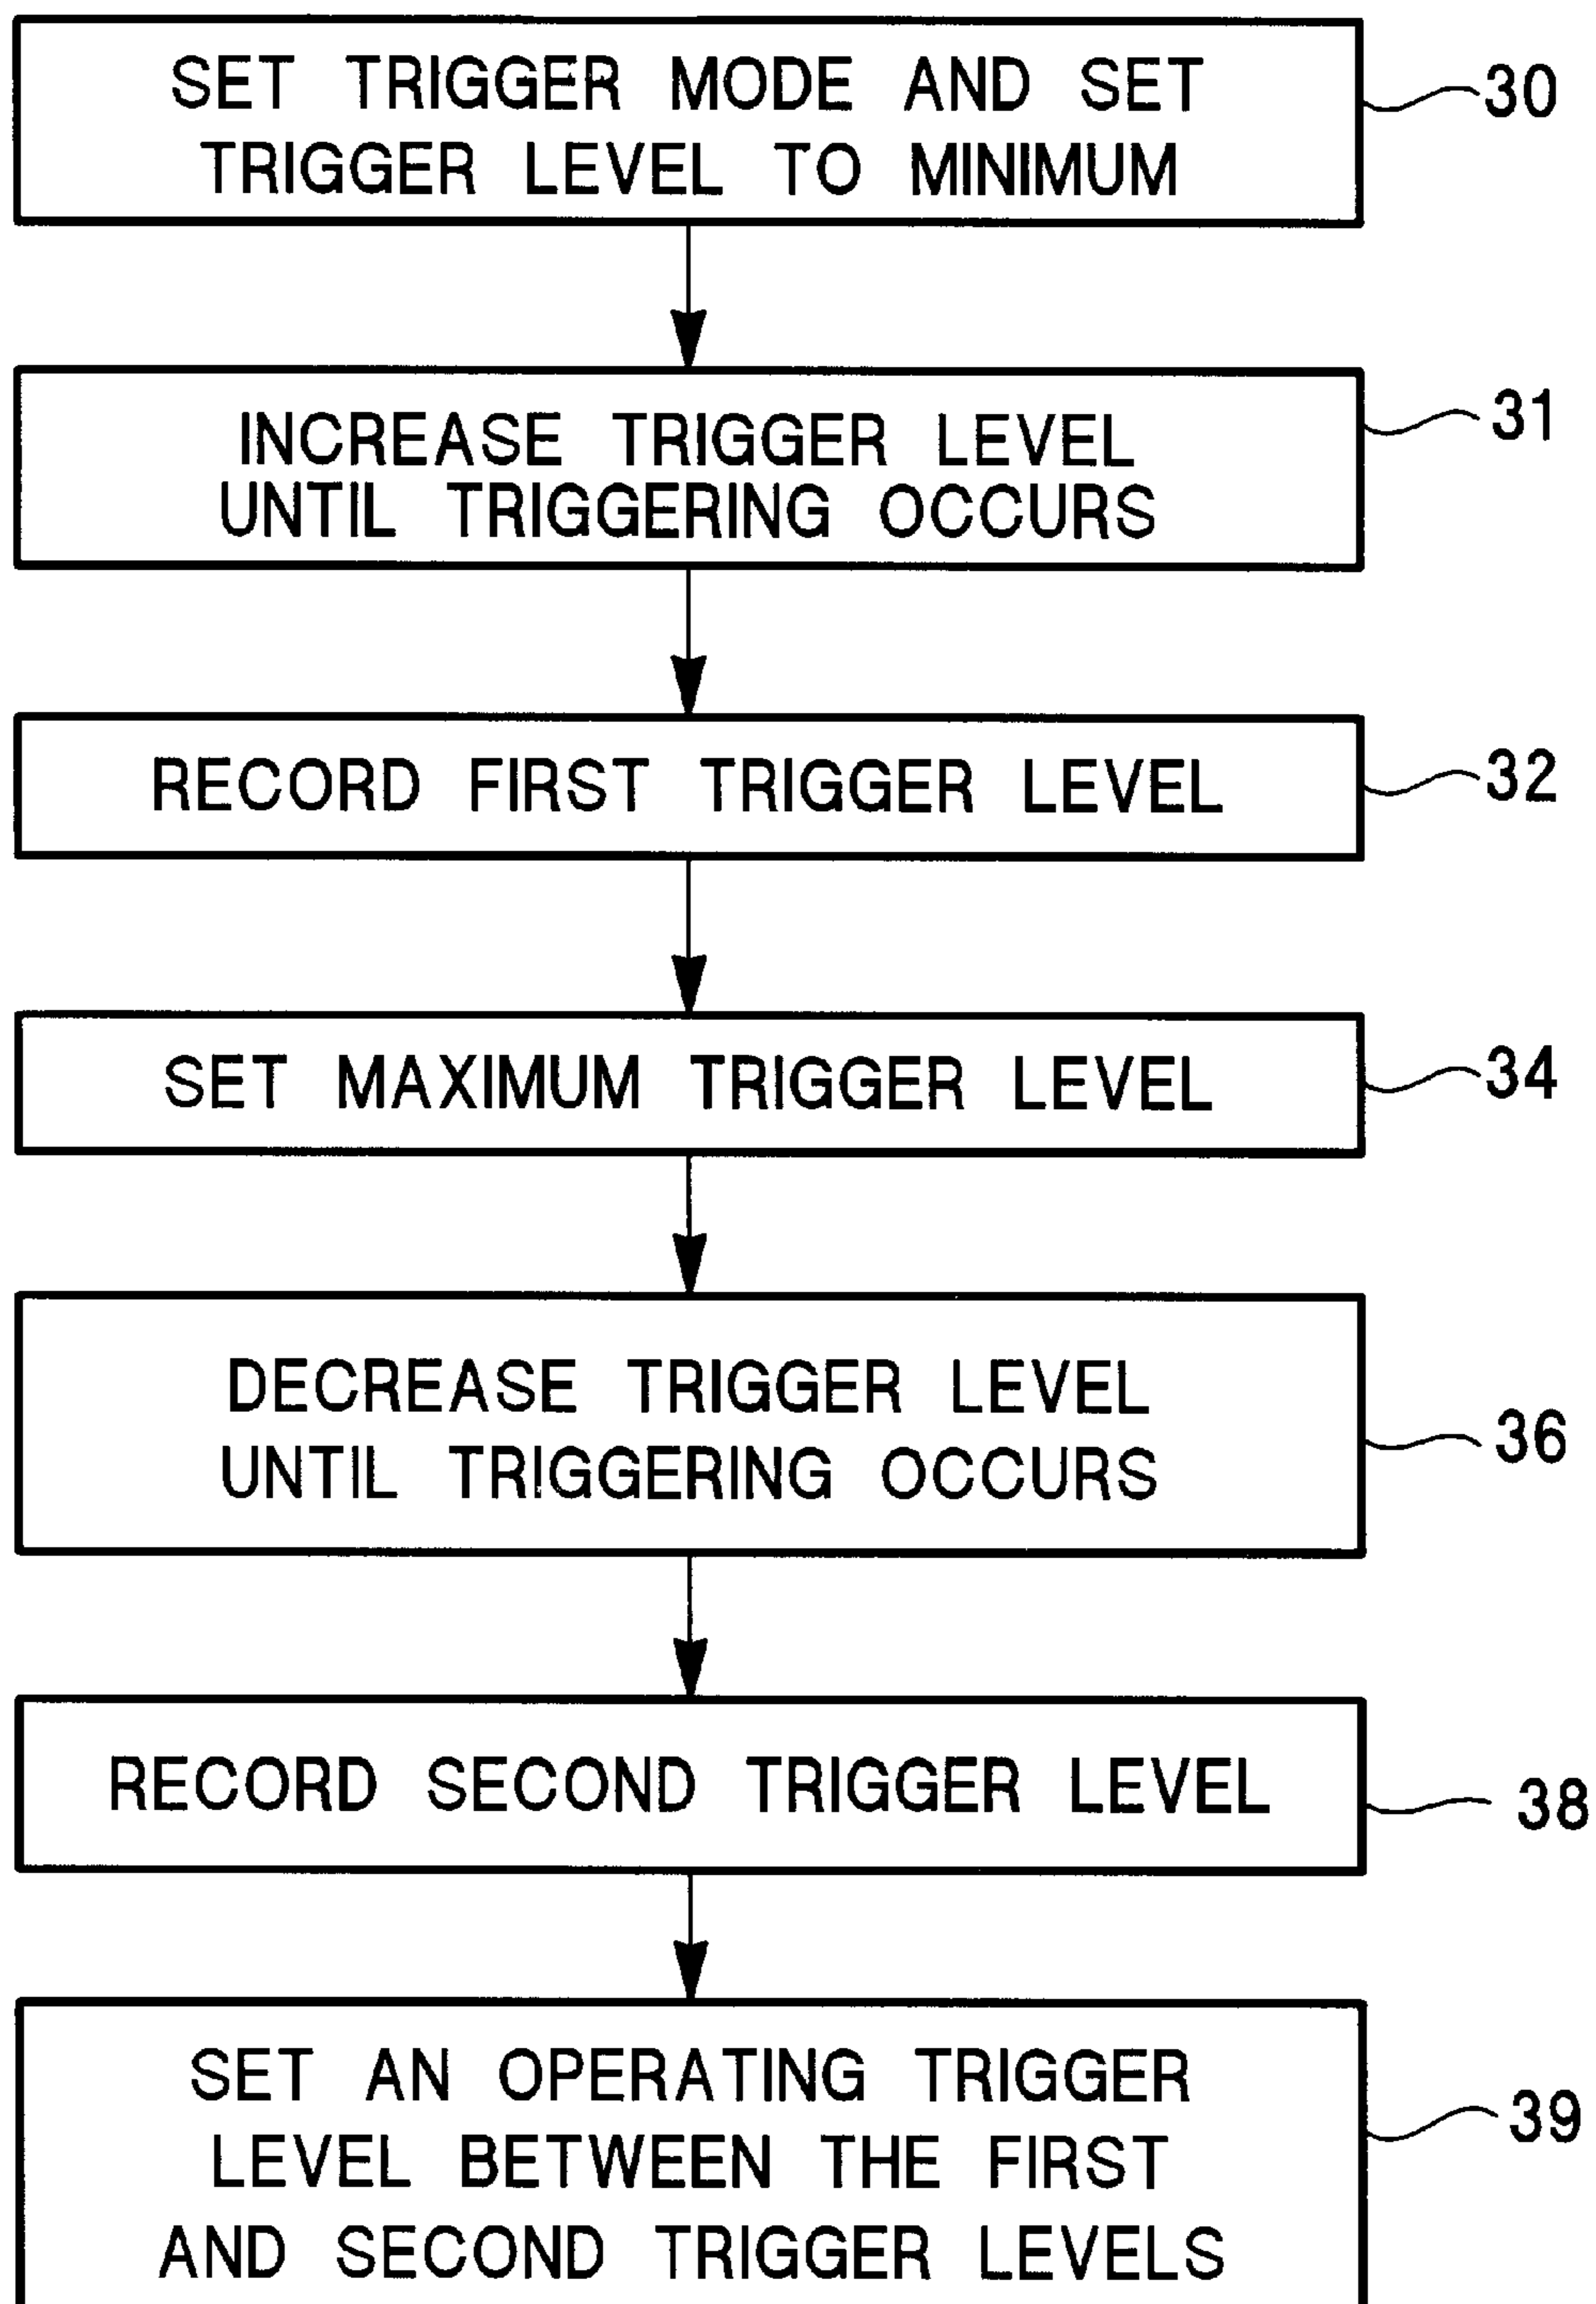 SET TRIGGER MODE AND SET
TRIGGER LEVEL TO MINIMUM
30
INCREASE TRIGGER LEVEL
UNTIL TRIGGERING OCCURS
31
RECORD FIRST TRIGGER LEVEL
32
SET MAXIMUM TRIGGER LEVEL
34
DECREASE TRIGGER LEVEL
UNTIL TRIGGERING OCCURS
36
RECORD SECOND TRIGGER LEVEL
38
SET AN OPERATING TRIGGER
LEVEL BETWEEN THE FIRST
AND SECOND TRIGGER LEVELS
39